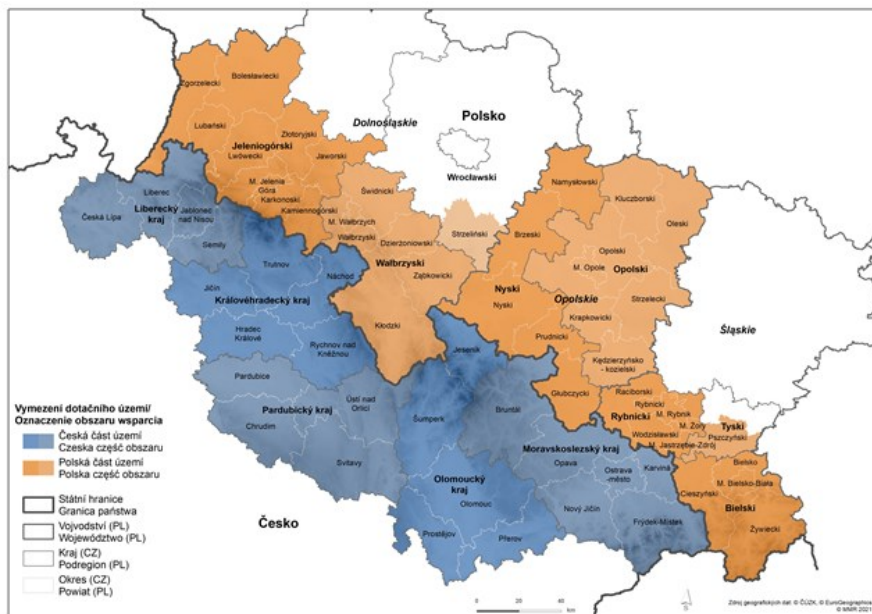 Zgorzelecki
Bolesławiecki
Lubański
Złotoryjski
Jeleniogórski
Lwówecki
Jaworski
M. Jelenia
Góra
Karkonoski
Kamiennogórski
Dolnośląskie
Polsko
Wrocławski
Świdnicki
M. Wałbrzych
Wałbrzyski
Dzierżoniowski
Strzeliński
Wałbrzyski
Ząbkowicki
Kłodzki
Namysłowski
Kluczborski
Oleski
Brzeski
Opolski
M. Opole
Opolski
Nyski
Nyski
Opolskie
Strzelecki
Krapkowicki
Prudnicki
Kędzierzyńsko
- kozielski
Głubczycki
Śląskie
Raciborski
Rybnicki
Rybnicki
M. Rybnik
M. Żory
Tyski
Wodzisławski
Pszczyński
M. Jastrzębie-Zdrój
Bielsko
M. Bielsko-Biała
Cieszyński
Bielski
Żywiecki
Česká Lípa
Liberec
Liberecký
kraj
Jablonec
nad Nisou
Semily
Trutnov
Jičín
Náchod
Královéhradecký kraj
Hradec
Králové
Rychnov nad
Kněžnou
Pardubice
Ústí nad
Orlicí
Pardubický kraj
Chrudim
Svitavy
Jeseník
Šumperk
Bruntál
Olomoucký
kraj
Olomouc
Prostějov
Přerov
Moravskoslezský kraj
Opava
Ostrava
-město
Karviná
Nový Jičín
Frýdek-Místek
Česko
Vymezení dotačního území/
Oznaczenie obszaru wsparcia
Česká část území
Czeska część obszaru
Polská část území
Polska część obszaru
Státní hranice
Granica państwa
Vojvodství (PL)
Województwo (PL)
Kraj (CZ)
Podregion (PL)
Okres (CZ)
Powiat (PL)
0 20 40
km
Zdroj geografických dat: © ČÚZK, © EuroGeographics
© MMR 2021